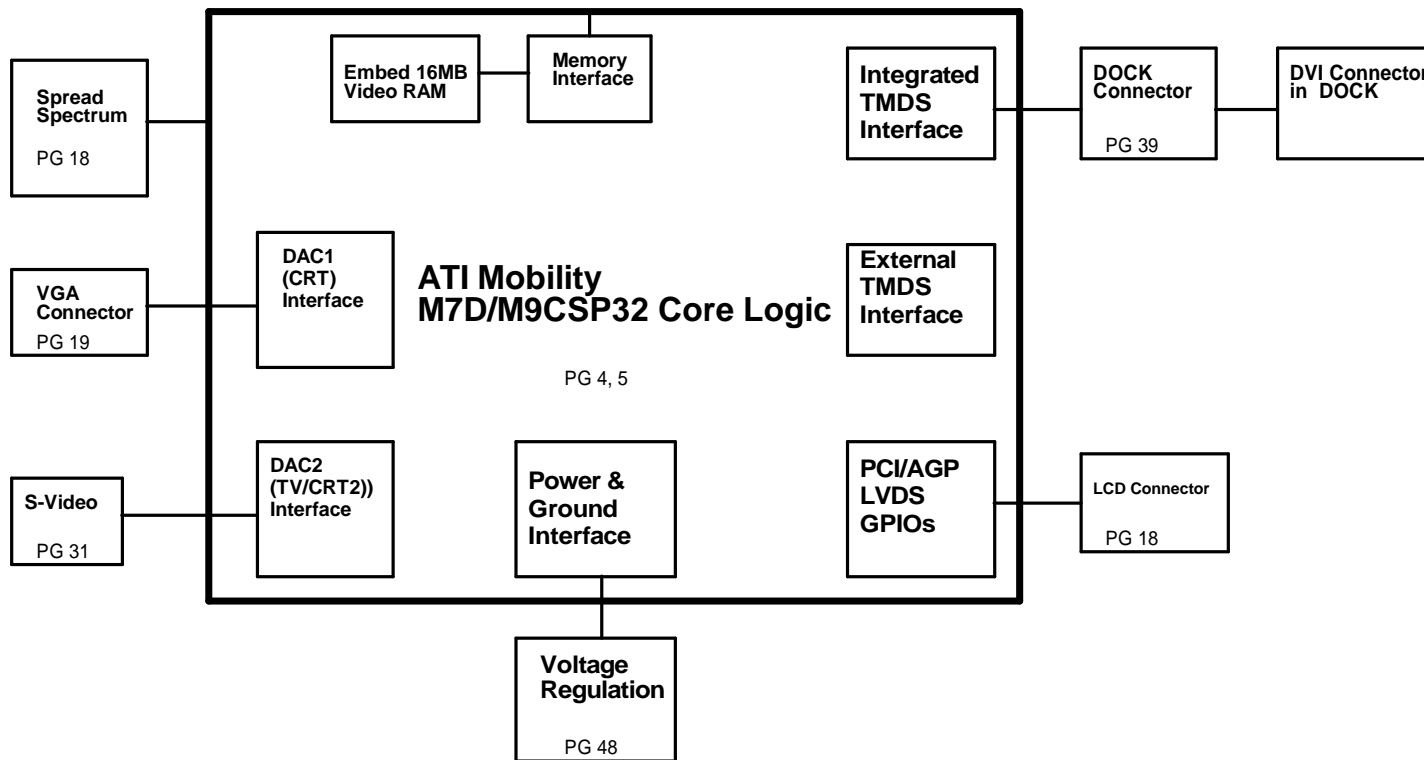 Spread
Spectrum
PG 18
Embed 16MB
Video RAM
Memory
Interface
Integrated
TMDS
Interface
DOCK
Connector
PG 39
DVI Connector
in DOCK
VGA
Connector
PG 19
DAC1
(CRT)
Interface
ATI Mobility
M7D/M9CSP32 Core Logic
PG 4, 5
External
TMDS
Interface
S-Video
PG 31
DAC2
(TV/CRT2))
Interface
Power &
Ground
Interface
PCI/AGP
LVDS
GPIOs
LCD Connector
PG 18
Voltage
Regulation
PG 48